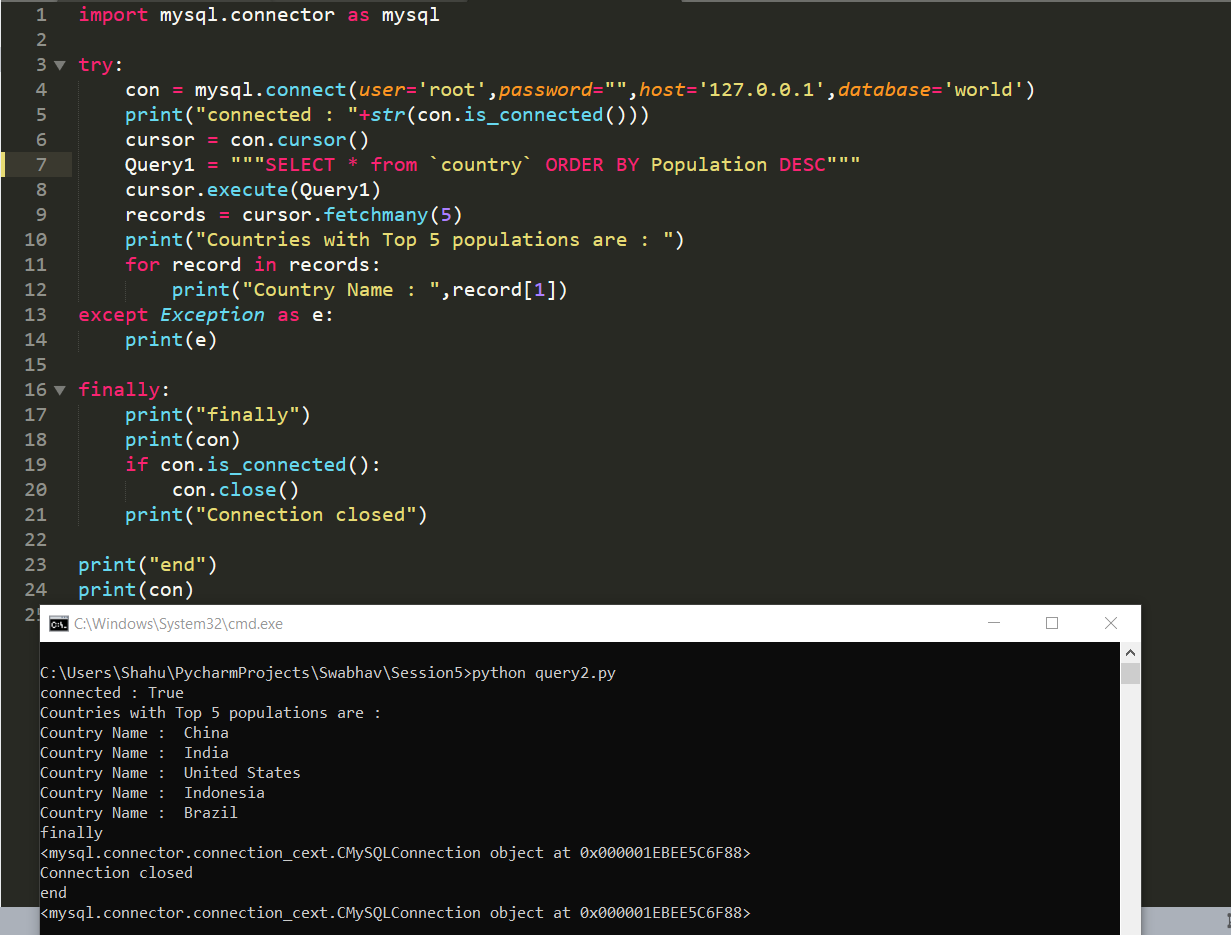 1 import mysql.connector as mysql
2
3 try:
4     con = mysql.connect(user='root',password="",host='127.0.0.1',database='world')
5     print("connected : "+str(con.is_connected()))
6     cursor = con.cursor()
7     Query1 = """SELECT * from `country` ORDER BY Population DESC"""
8     cursor.execute(Query1)
9     records = cursor.fetchmany(5)
10     print("Countries with Top 5 populations are : ")
11     for record in records:
12         print("Country Name : ",record[1])
13 except Exception as e:
14     print(e)
15
16 finally:
17     print("finally")
18     print(con)
19     if con.is_connected():
20         con.close()
21     print("Connection closed")
22
23 print("end")
24 print(con)
25
C:\Windows\System32\cmd.exe
C:\Users\Shahu\PycharmProjects\Swabhav\Session5>python query2.py
connected : True
Countries with Top 5 populations are :
Country Name :  China
Country Name :  India
Country Name :  United States
Country Name :  Indonesia
Country Name :  Brazil
finally
<mysql.connector.connection_cext.CMySQLConnection object at 0x000001EBEE5C6F88>
Connection closed
end
<mysql.connector.connection_cext.CMySQLConnection object at 0x000001EBEE5C6F88>